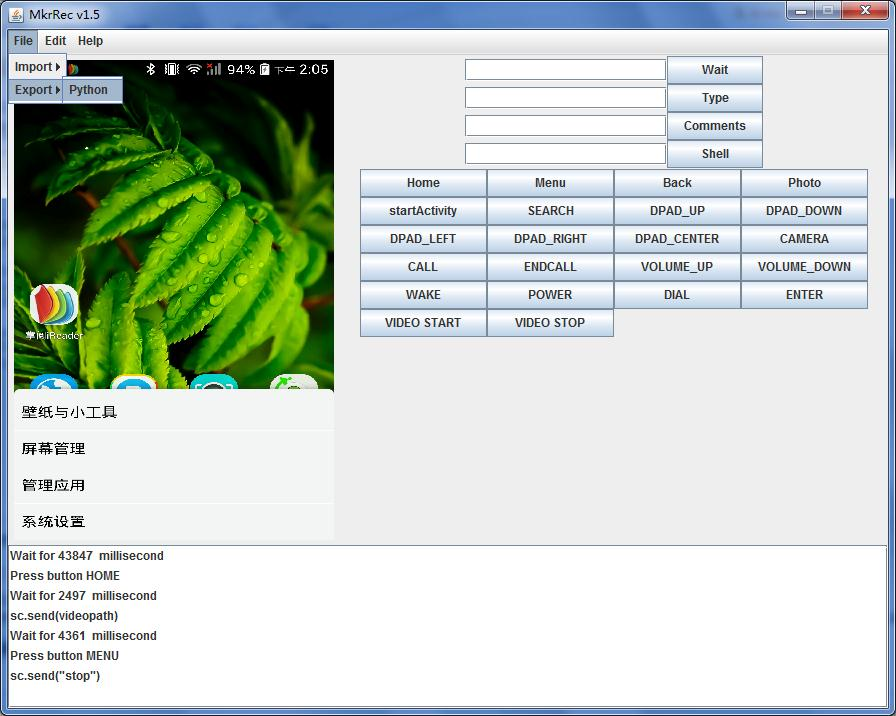 MkrRec v1.5
File Edit Help
Import
Export Python
94% 下午 2:05
Wait
Type
Comments
Shell
Home Menu Back Photo
startActivity SEARCH DPAD_UP DPAD_DOWN
DPAD_LEFT DPAD_RIGHT DPAD_CENTER CAMERA
CALL ENDCALL VOLUME_UP VOLUME_DOWN
WAKE POWER DIAL ENTER
VIDEO START VIDEO STOP
掌阅iReader
壁纸与小工具
屏幕管理
管理应用
系统设置
Wait for 43847 millisecond
Press button HOME
Wait for 2497 millisecond
sc.send(videopath)
Wait for 4361 millisecond
Press button MENU
sc.send("stop")